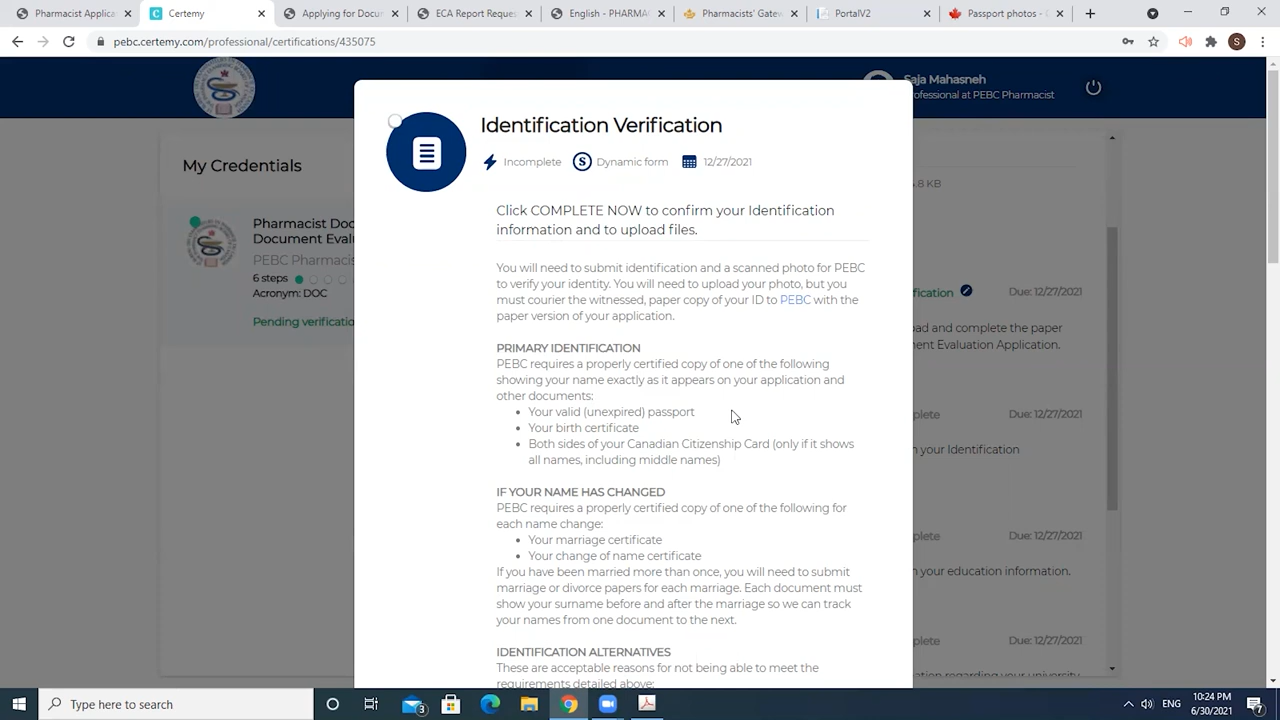 Pharmacist Applica
Certemy
Applying for Docum
ECA Report Reques
English - PHARMAC
Pharmacists' Gatew
PortalV2
Passport photos -
pebc.certemy.com/professional/certifications/435075
S
Saja Mahasneh
rofessional at PEBC Pharmacist
My Credentials
Pharmacist Doc
Document Evalu
PEBC Pharmacis
6 steps
Acronym: DOC
Pending verificatio
Identification Verification
Incomplete
S Dynamic form
12/27/2021
Click COMPLETE NOW to confirm your Identification
information and to upload files.
You will need to submit identification and a scanned photo for PEBC
to verify your identity. You will need to upload your photo, but you
must courier the witnessed, paper copy of your ID to PEBC with the
paper version of your application.
PRIMARY IDENTIFICATION
PEBC requires a properly certified copy of one of the following
showing your name exactly as it appears on your application and
other documents:
• Your valid (unexpired) passport
• Your birth certificate
• Both sides of your Canadian Citizenship Card (only if it shows
all names, including middle names)
IF YOUR NAME HAS CHANGED
PEBC requires a properly certified copy of one of the following for
each name change:
• Your marriage certificate
• Your change of name certificate
If you have been married more than once, you will need to submit
marriage or divorce papers for each marriage. Each document must
show your surname before and after the marriage so we can track
your names from one document to the next.
IDENTIFICATION ALTERNATIVES
These are acceptable reasons for not being able to meet the
requirements detailed above:
5.8 KB
fication
Due: 12/27/2021
oad and complete the paper
ment Evaluation Application.
plete
Due: 12/27/2021
m your Identification
plete
Due: 12/27/2021
m your education information.
plete
Due: 12/27/2021
Type here to search
3
ENG
10:24 PM
6/30/2021
7